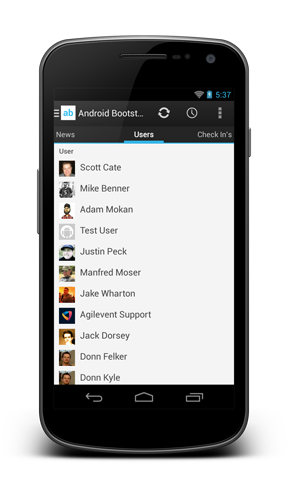 5:37
ab Android Bootst...
News Users Check In's
User
Scott Cate
Mike Benner
Adam Mokan
Test User
Justin Peck
Manfred Moser
Jake Wharton
Agilevent Support
Jack Dorsey
Donn Felker
Donn Kyle